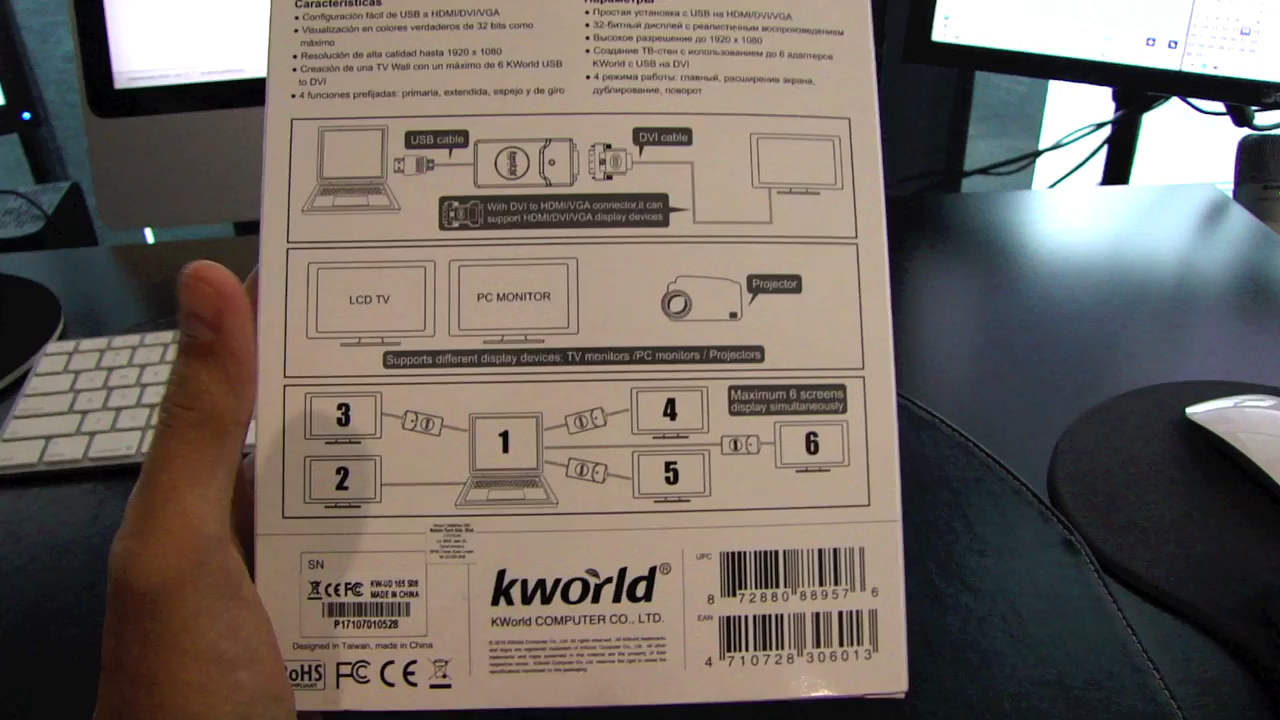 Características
• Configuración fácil de USB a HDMI/DVI/VGA
• Visualización en colores verdaderos de 32 bits como
máximo
• Resolución de alta calidad hasta 1920 x 1080
• Creación de una TV Wall con un máximo de 6 KWorld USB
to DVI
• 4 funciones prefijadas: primaria, extendida, espejo y de giro
Параметры
• Простая установка с USB на HDMI/DVI/VGA
• 32-битный дисплей с реалистичным воспроизведением
• Высокое разрешение до 1920 x 1080
• Создание ТВ-стен с использованием до 6 адаптеров
KWorld с USB на DVI
• 4 режима работы: главный, расширение экрана,
дублирование, поворот
USB cable
DVI cable
With DVI to HDMI/VGA connector,it can
support HDMI/DVI/VGA display devices
LCD TV
PC MONITOR
Projector
Supports different display devices: TV monitors /PC monitors / Projectors
Maximum 6 screens
display simultaneously
3
4
1
6
2
5
SN
CE FC KW-UD 165 S08
MADE IN CHINA
P17107010528
Designed in Taiwan, made in China
RoHS
FC CE
kworld®
KWorld COMPUTER CO., LTD.
UPC
8 72880 88957 6
EAN
4 710728 306013